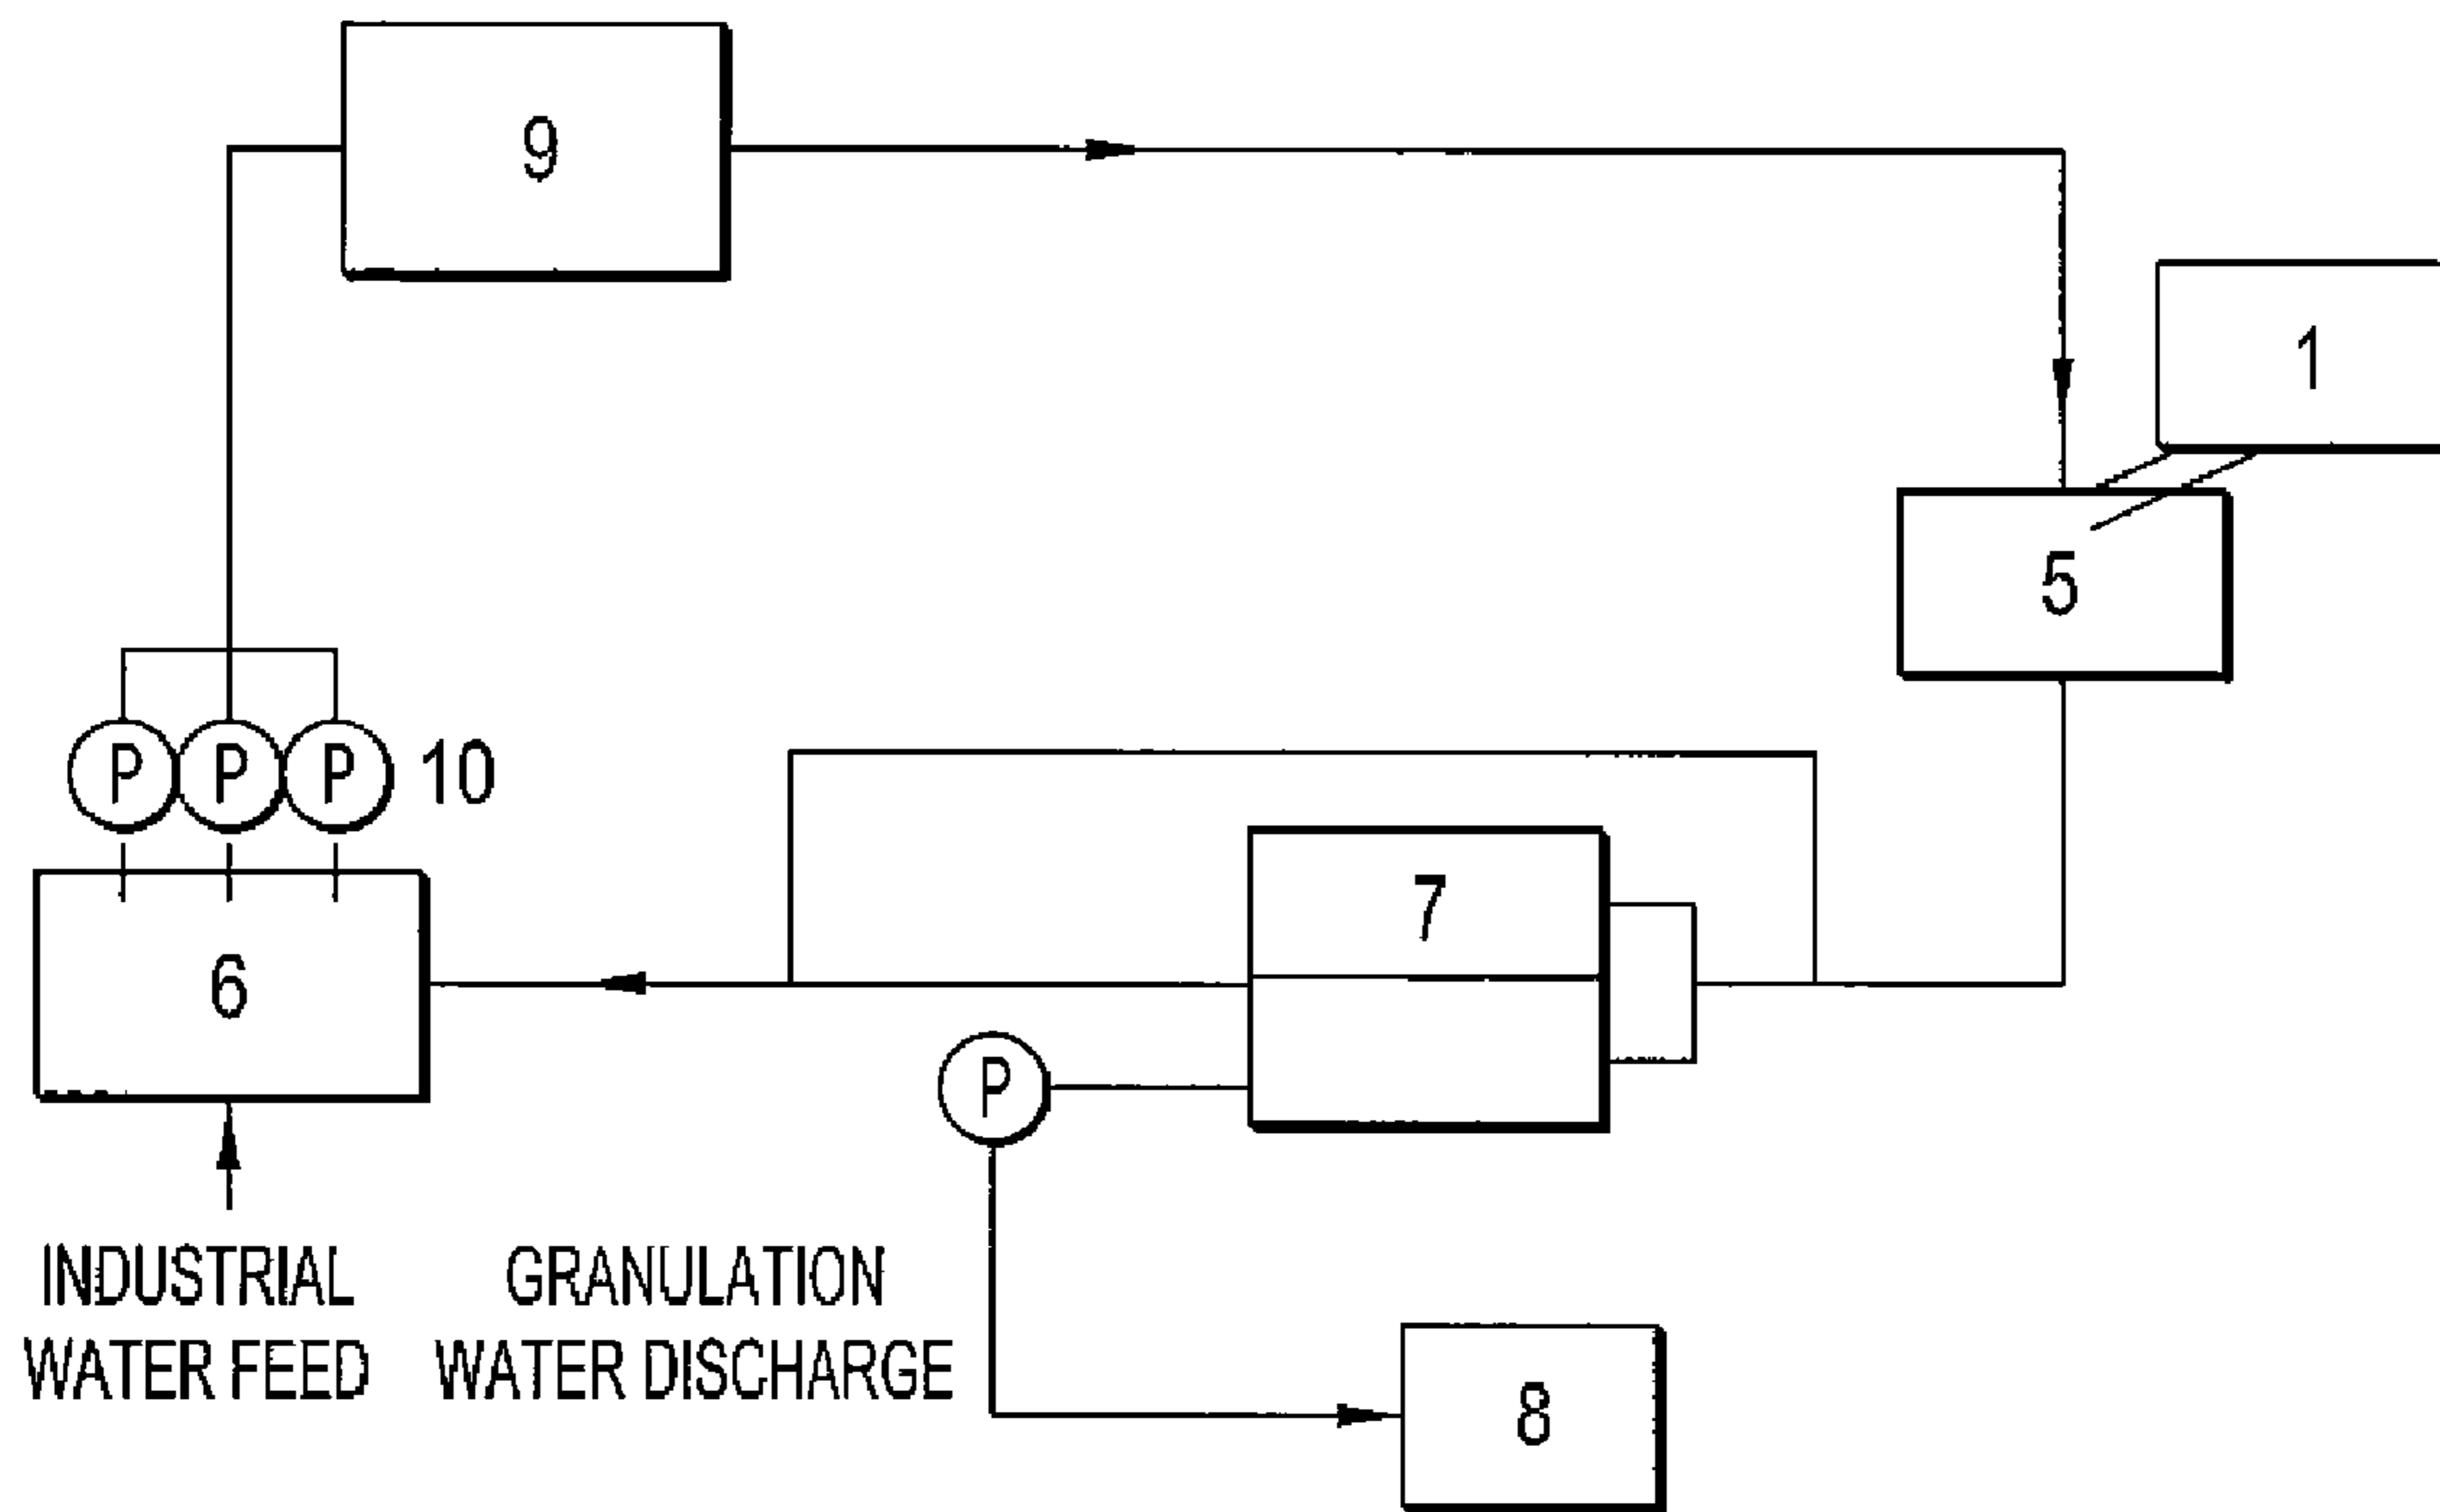 9
1
5
P P P 10
7
6
P
INDUSTRIAL
WATER FEED
GRANULATION
WATER DISCHARGE
8